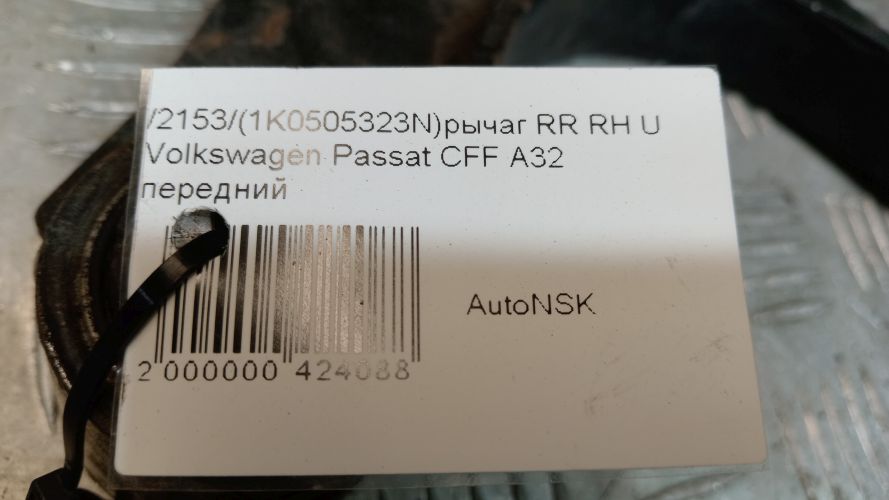 /2153/(1K0505323N)рычаг RR RH U
Volkswagen Passat CFF A32
передний
AutoNSK
2 000000 424088